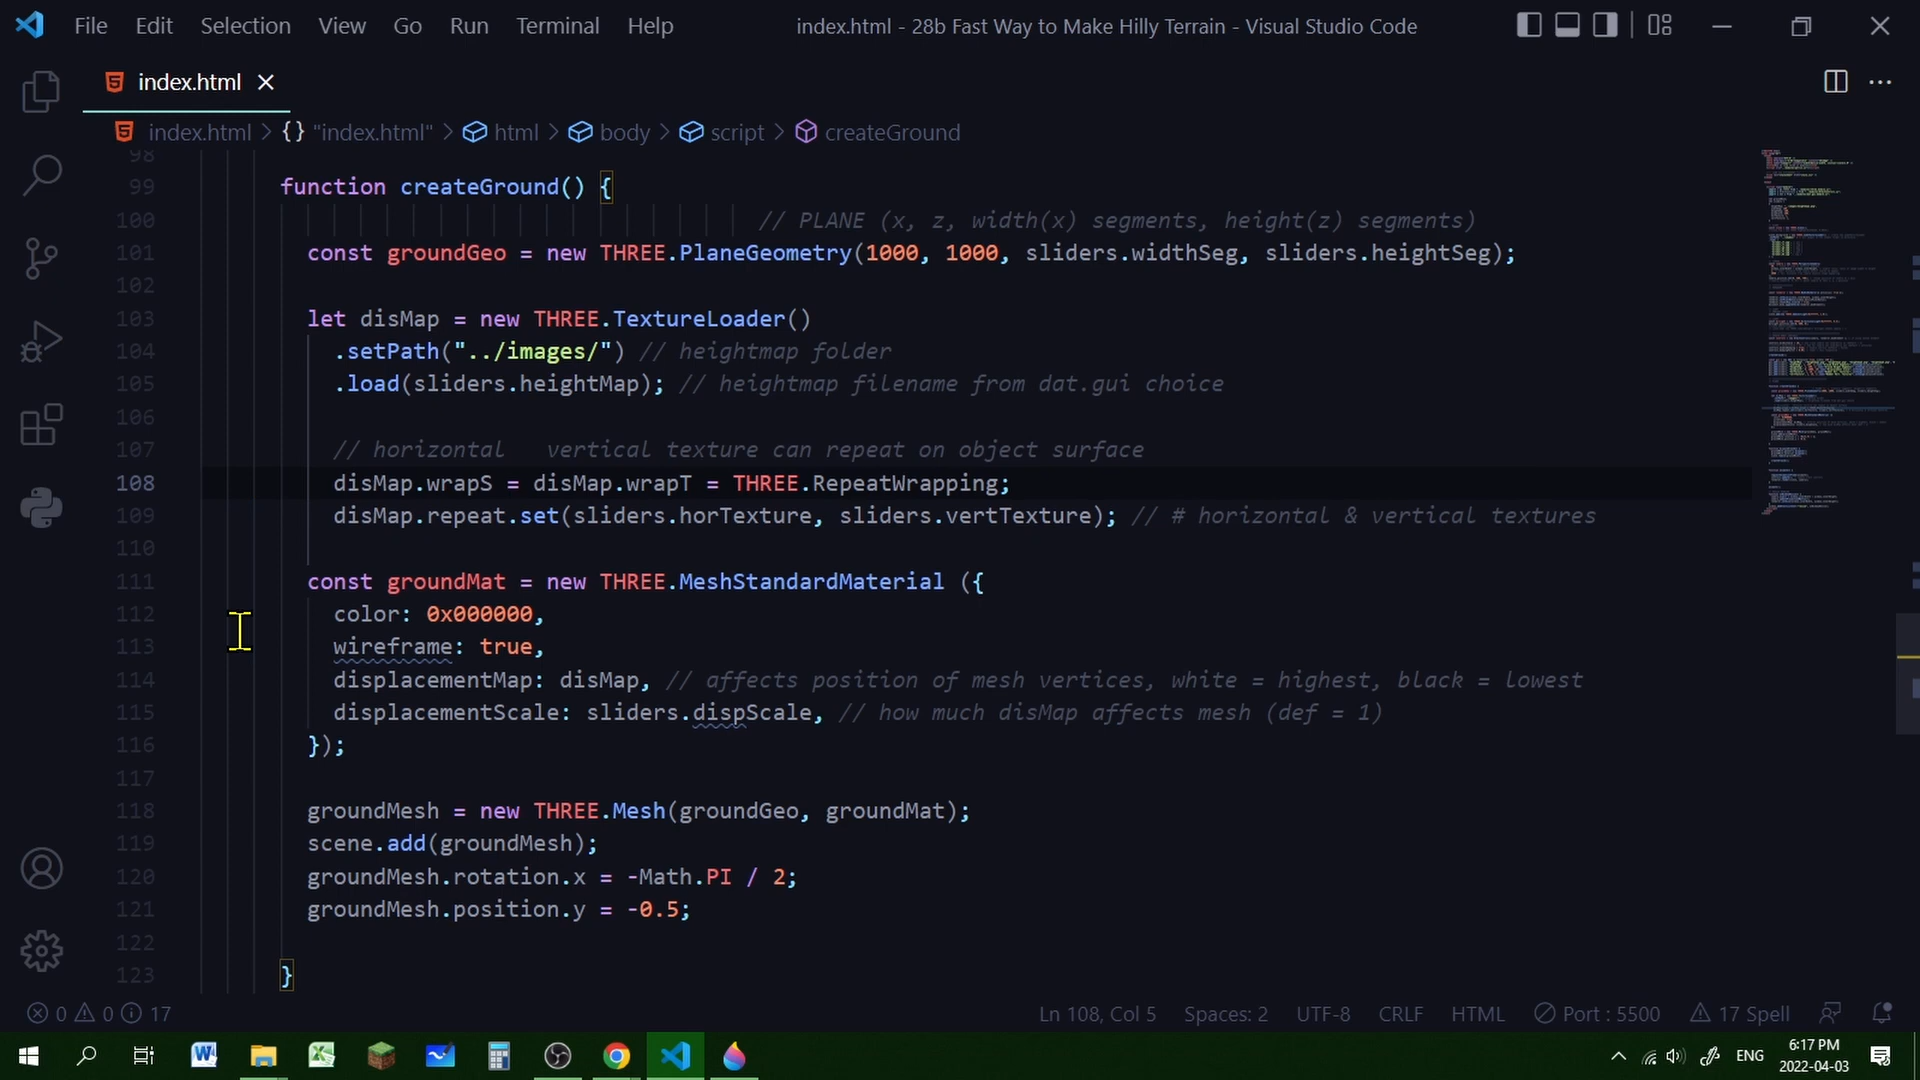 File Edit Selection View Go Run Terminal Help index.html - 28b Fast Way to Make Hilly Terrain - Visual Studio Code
index.html
index.html > {} "index.html" > html > body > script > createGround
98
99 function createGround() {
100 // PLANE (x, z, width(x) segments, height(z) segments)
101 const groundGeo = new THREE.PlaneGeometry(1000, 1000, sliders.widthSeg, sliders.heightSeg);
102
103 let disMap = new THREE.TextureLoader()
104 .setPath("../images/") // heightmap folder
105 .load(sliders.heightMap); // heightmap filename from dat.gui choice
106
107 // horizontal vertical texture can repeat on object surface
108 disMap.wrapS = disMap.wrapT = THREE.RepeatWrapping;
109 disMap.repeat.set(sliders.horTexture, sliders.vertTexture); // # horizontal & vertical textures
110
111 const groundMat = new THREE.MeshStandardMaterial ({
112 color: 0x000000,
113 wireframe: true,
114 displacementMap: disMap, // affects position of mesh vertices, white = highest, black = lowest
115 displacementScale: sliders.dispScale, // how much disMap affects mesh (def = 1)
116 });
117
118 groundMesh = new THREE.Mesh(groundGeo, groundMat);
119 scene.add(groundMesh);
120 groundMesh.rotation.x = -Math.PI / 2;
121 groundMesh.position.y = -0.5;
122
123 }
0 0 17 Ln 108, Col 5 Spaces: 2 UTF-8 CRLF HTML Port : 5500 17 Spell
ENG 6:17 PM
2022-04-03